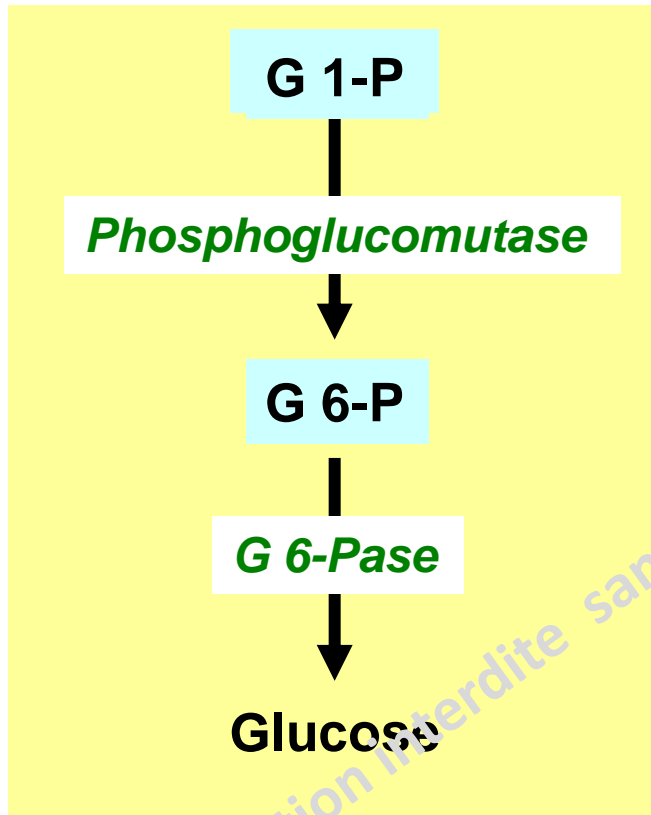 G 1-P
Phosphoglucomutase
G 6-P
G 6-Pase
Glucose
interdite